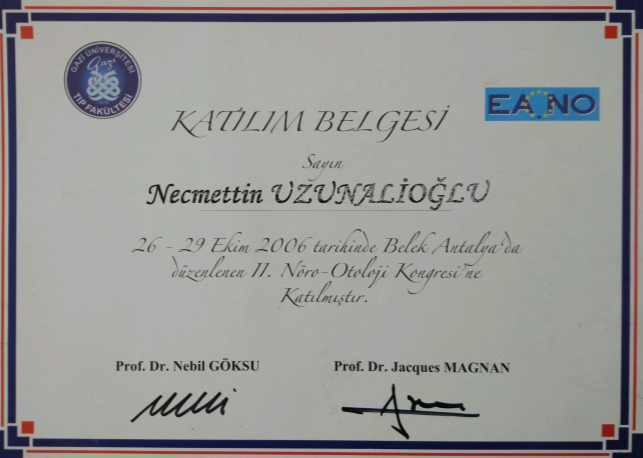 GAZİ ÜNİVERSİTESİ
Gazi
TIP FAKÜLTESİ
EANO
KATILIM BELGESİ
Sayın
Necmettin UZUNALİOĞLU
26 - 29 Ekim 2006 tarihinde Belek Antalya'da
düzenlenen II. Nöro-Otoloji Kongresi'ne
Katılmıştır.
Prof. Dr. Nebil GÖKSU
Prof. Dr. Jacques MAGNAN